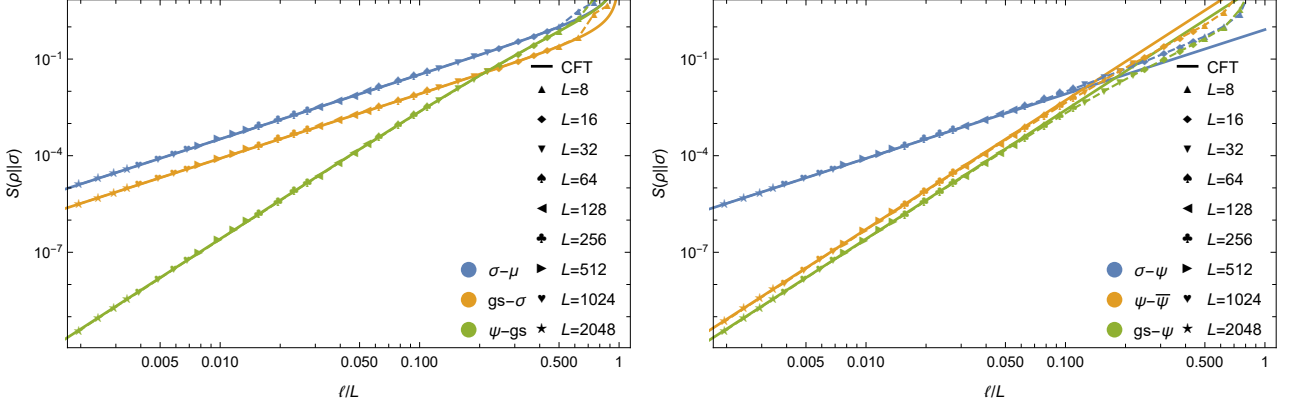 S(ρ||σ)
10⁻¹
10⁻⁴
10⁻⁷
CFT
L=8
L=16
L=32
L=64
L=128
L=256
L=512
L=1024
L=2048
σ-μ
gs-σ
ψ-gs
0.005 0.010 0.050 0.100 0.500 1
ℓ/L
S(ρ||σ)
10⁻¹
10⁻⁴
10⁻⁷
CFT
L=8
L=16
L=32
L=64
L=128
L=256
L=512
L=1024
L=2048
σ-ψ
ψ-ψ̅
gs-ψ
0.005 0.010 0.050 0.100 0.500 1
ℓ/L